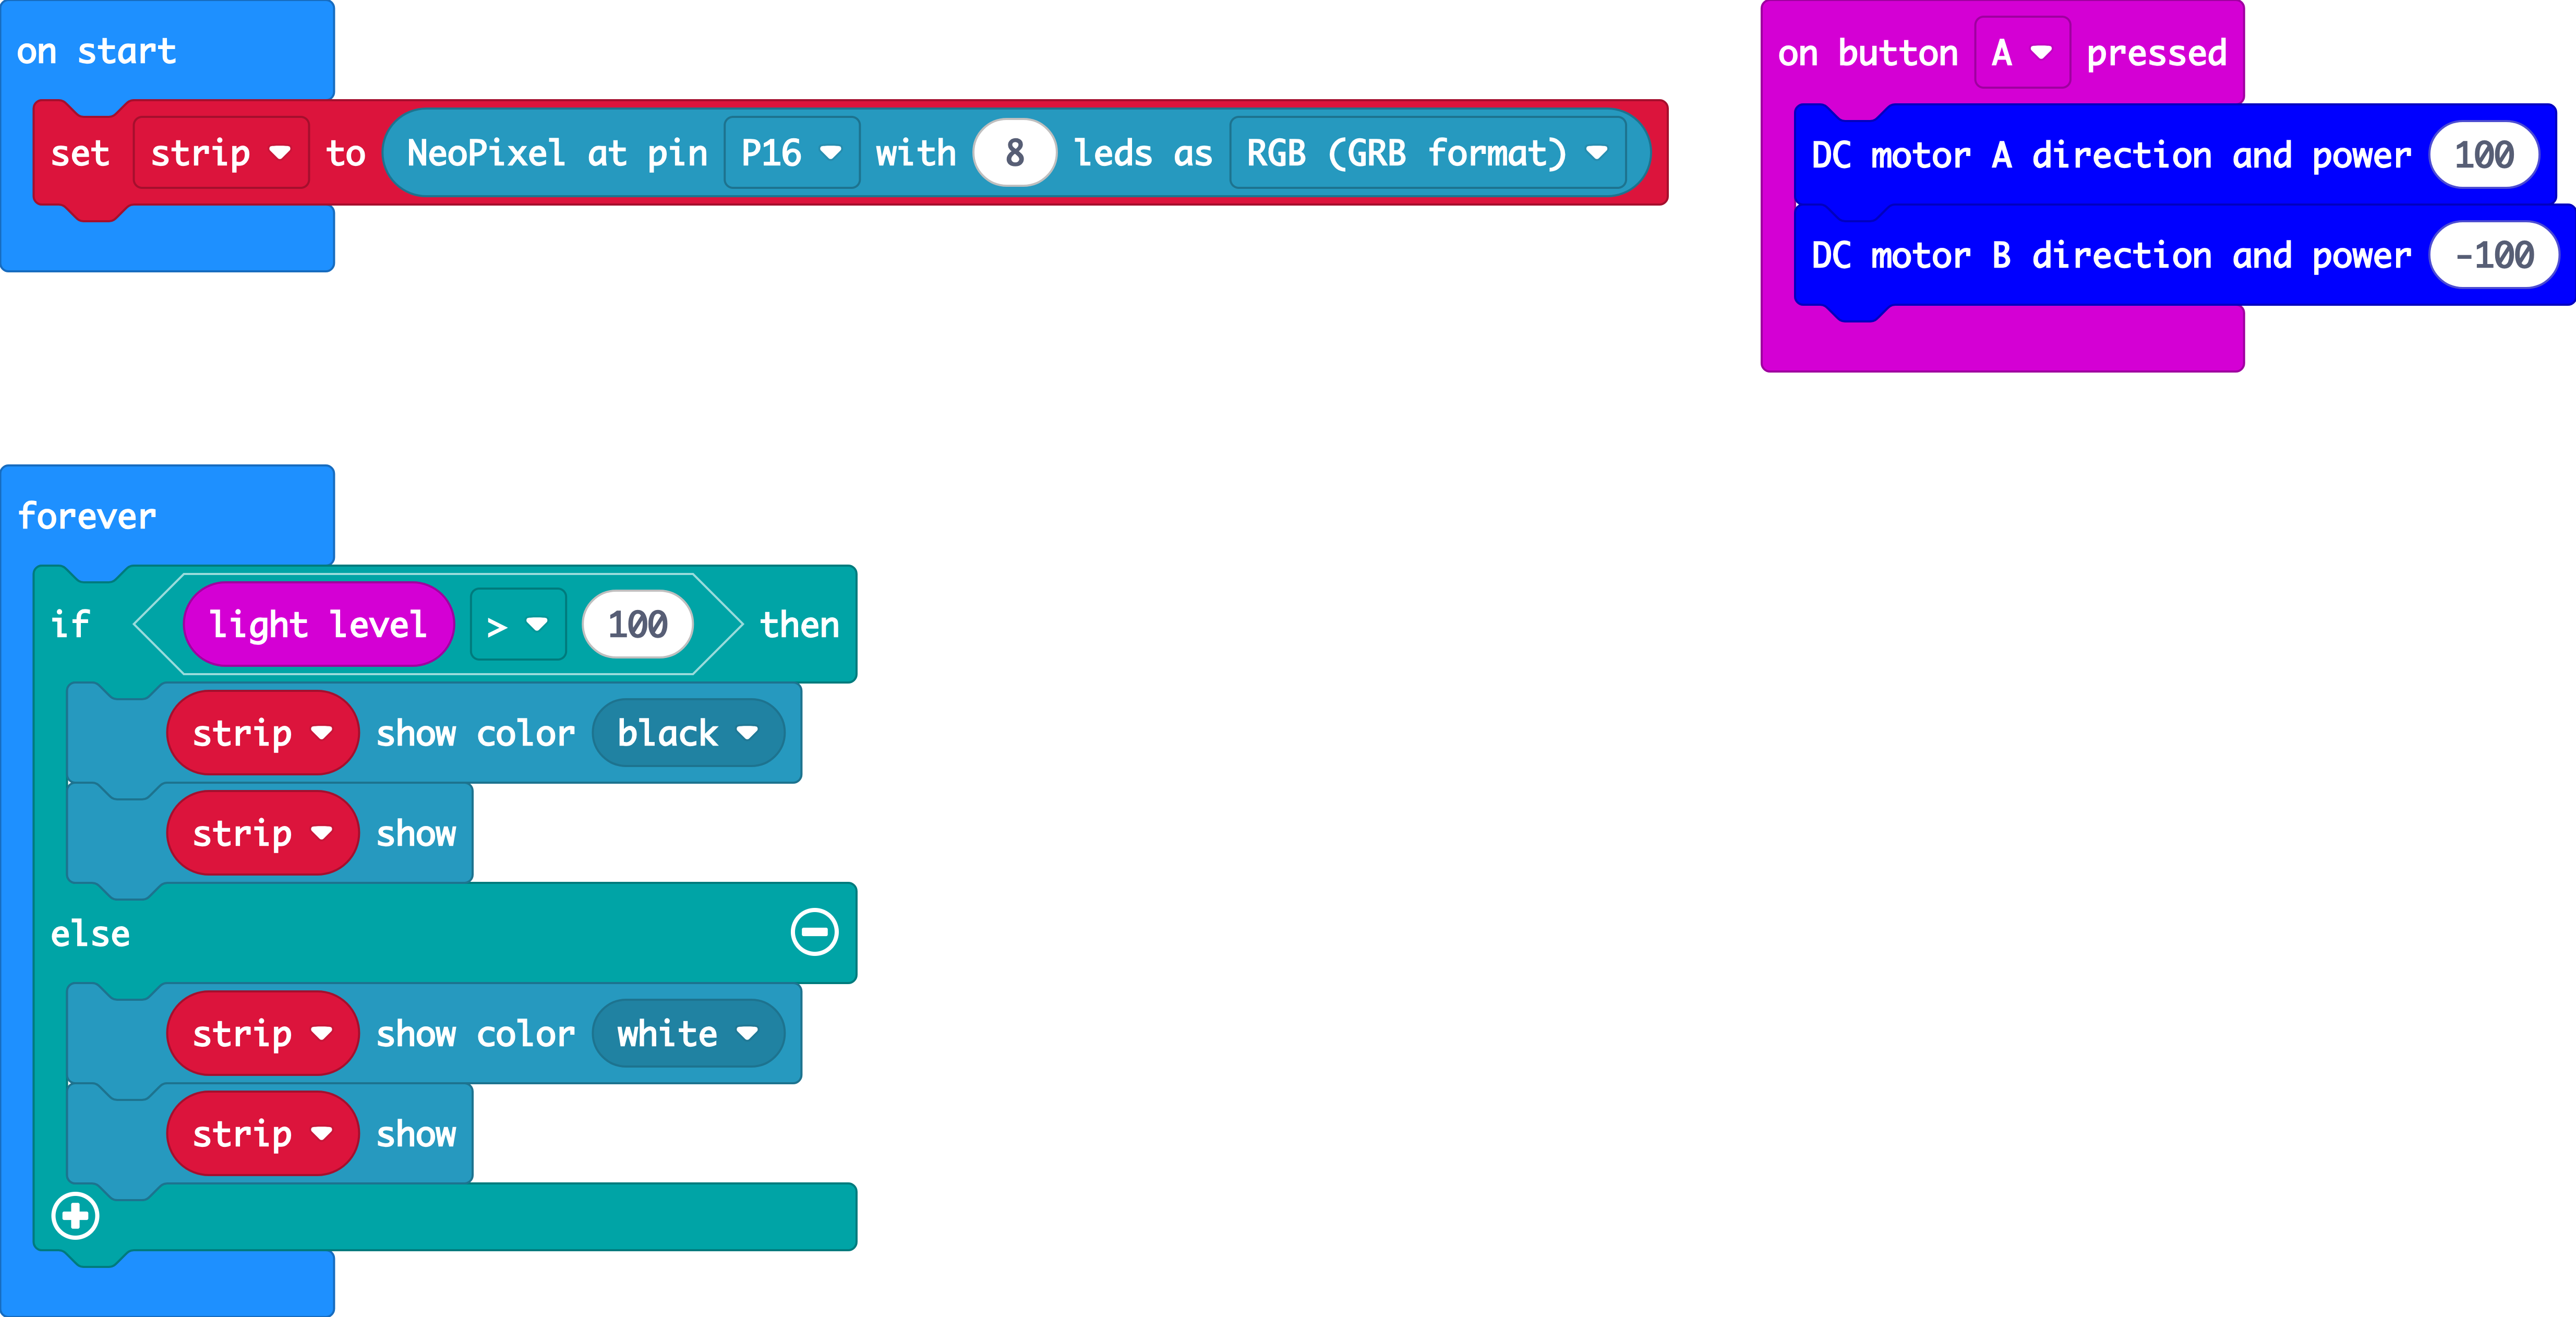 on start
set strip to NeoPixel at pin P16 with 8 leds as RGB (GRB format)
on button A pressed
DC motor A direction and power 100
DC motor B direction and power -100
forever
if light level > 100 then
strip show color black
strip show
else
strip show color white
strip show